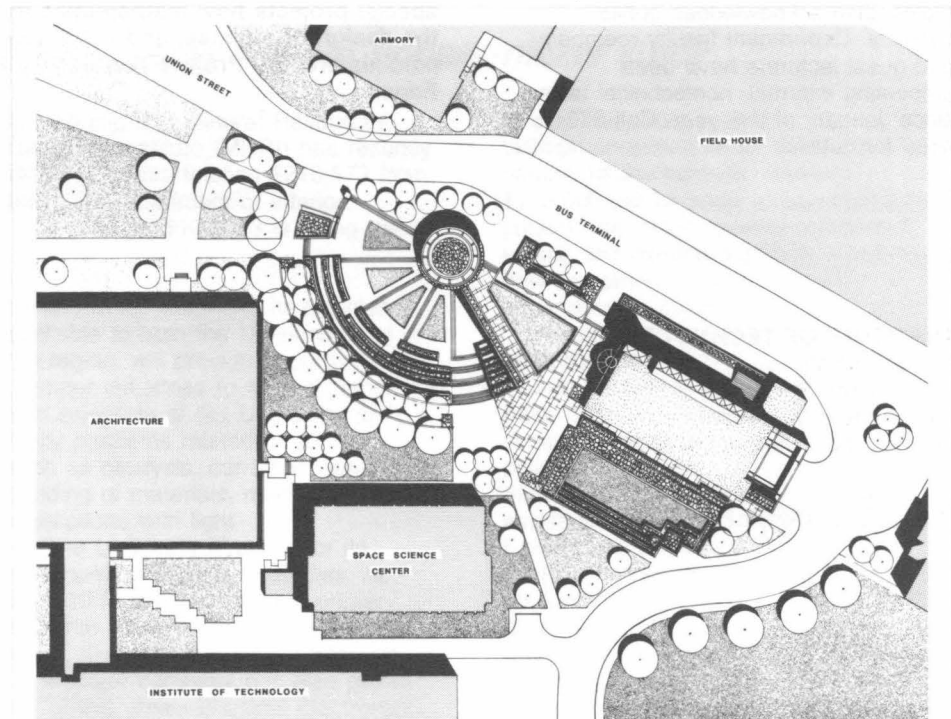 ARMORY
UNION STREET
FIELD HOUSE
BUS TERMINAL
ARCHITECTURE
SPACE SCIENCE
CENTER
INSTITUTE OF TECHNOLOGY